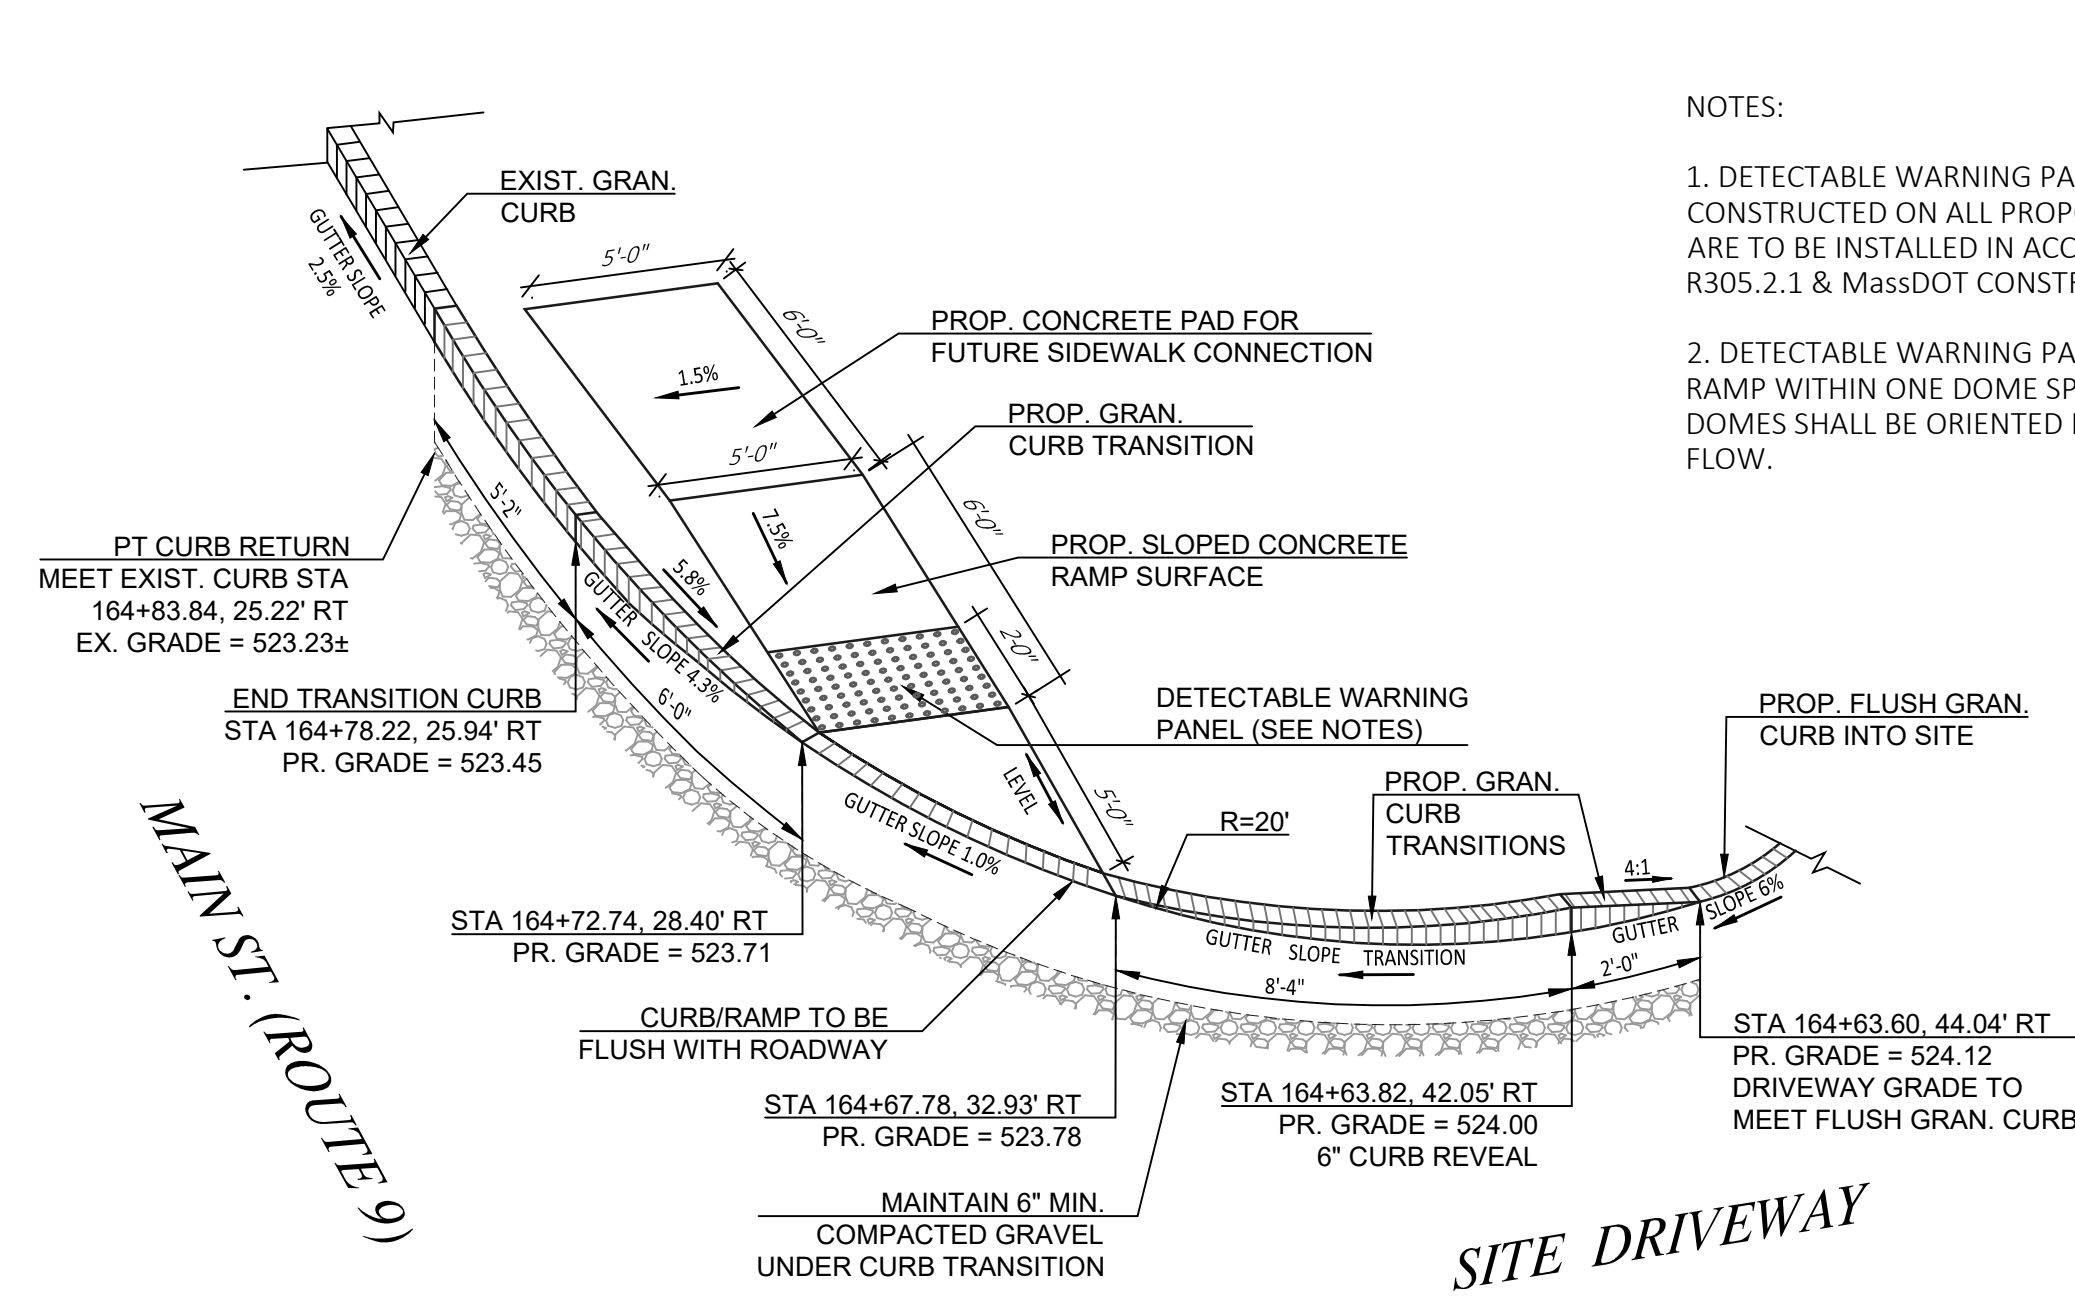 NOTES:
1. DETECTABLE WARNING PA
CONSTRUCTED ON ALL PROP
ARE TO BE INSTALLED IN ACC
R305.2.1 & MassDOT CONST
2. DETECTABLE WARNING PA
RAMP WITHIN ONE DOME SP
DOMES SHALL BE ORIENTED
FLOW.
EXIST. GRAN.
CURB
GUTTER SLOPE
2.5%
5'-0"
6'-0"
PROP. CONCRETE PAD FOR
FUTURE SIDEWALK CONNECTION
1.5%
PROP. GRAN.
CURB TRANSITION
5'-0"
5'-2"
7.5%
6'-0"
PT CURB RETURN
MEET EXIST. CURB STA
164+83.84, 25.22' RT
EX. GRADE = 523.23±
PROP. SLOPED CONCRETE
RAMP SURFACE
5.8%
GUTTER SLOPE 4.3%
6'-0"
2'-0"
END TRANSITION CURB
STA 164+78.22, 25.94' RT
PR. GRADE = 523.45
DETECTABLE WARNING
PANEL (SEE NOTES)
PROP. FLUSH GRAN.
CURB INTO SITE
LEVEL
5'-0"
PROP. GRAN.
CURB
TRANSITIONS
R=20'
GUTTER SLOPE 1.0%
4:1
GUTTER SLOPE 6%
GUTTER SLOPE TRANSITION
8'-4"
2'-0"
STA 164+72.74, 28.40' RT
PR. GRADE = 523.71
CURB/RAMP TO BE
FLUSH WITH ROADWAY
STA 164+63.60, 44.04' RT
PR. GRADE = 524.12
DRIVEWAY GRADE TO
MEET FLUSH GRAN. CURB
STA 164+67.78, 32.93' RT
PR. GRADE = 523.78
STA 164+63.82, 42.05' RT
PR. GRADE = 524.00
6" CURB REVEAL
MAINTAIN 6" MIN.
COMPACTED GRAVEL
UNDER CURB TRANSITION
MAIN ST. (ROUTE 9)
SITE DRIVEWAY